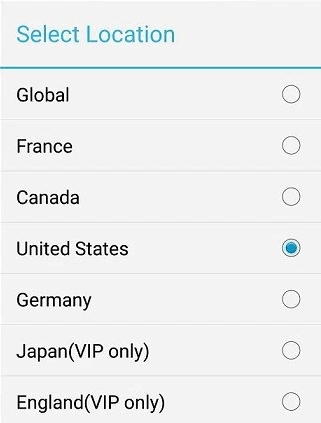 Select Location
Global
France
Canada
United States
Germany
Japan(VIP only)
England(VIP only)